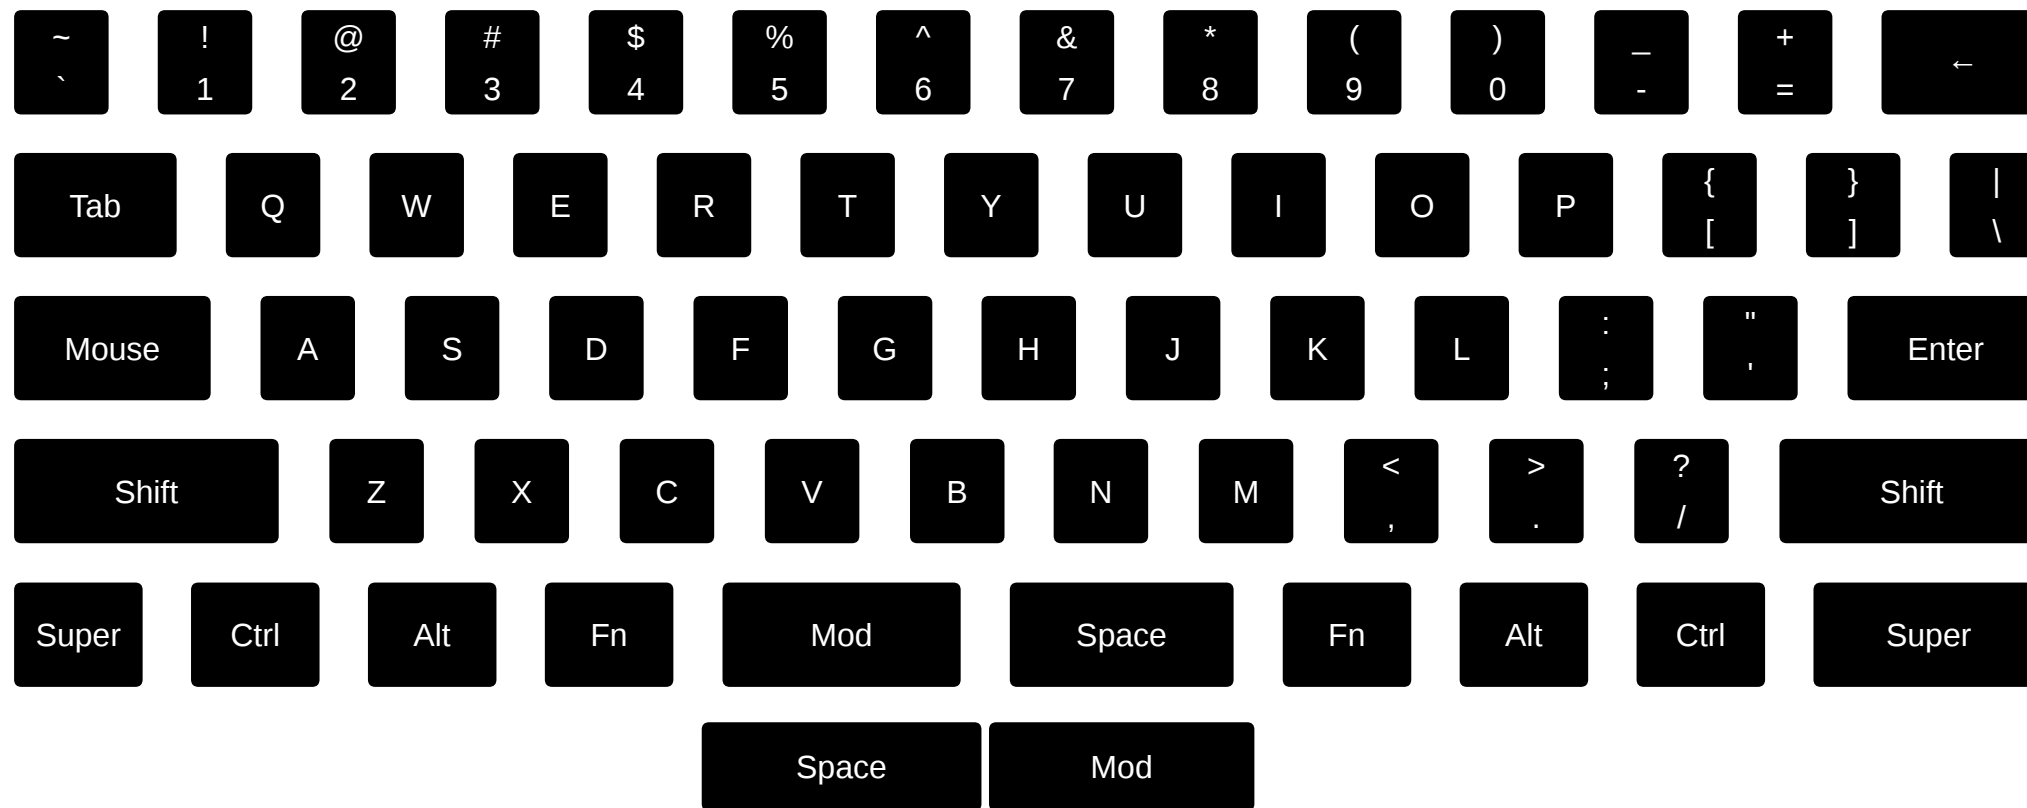 ~ ! @ # $ % ^ & * ( ) _ +
` 1 2 3 4 5 6 7 8 9 0 - = ←
Tab Q W E R T Y U I O P { } |
[ ] \
Mouse A S D F G H J K L : " Enter
; '
Shift Z X C V B N M < > ? Shift
, . /
Super Ctrl Alt Fn Mod Space Fn Alt Ctrl Super
Space Mod